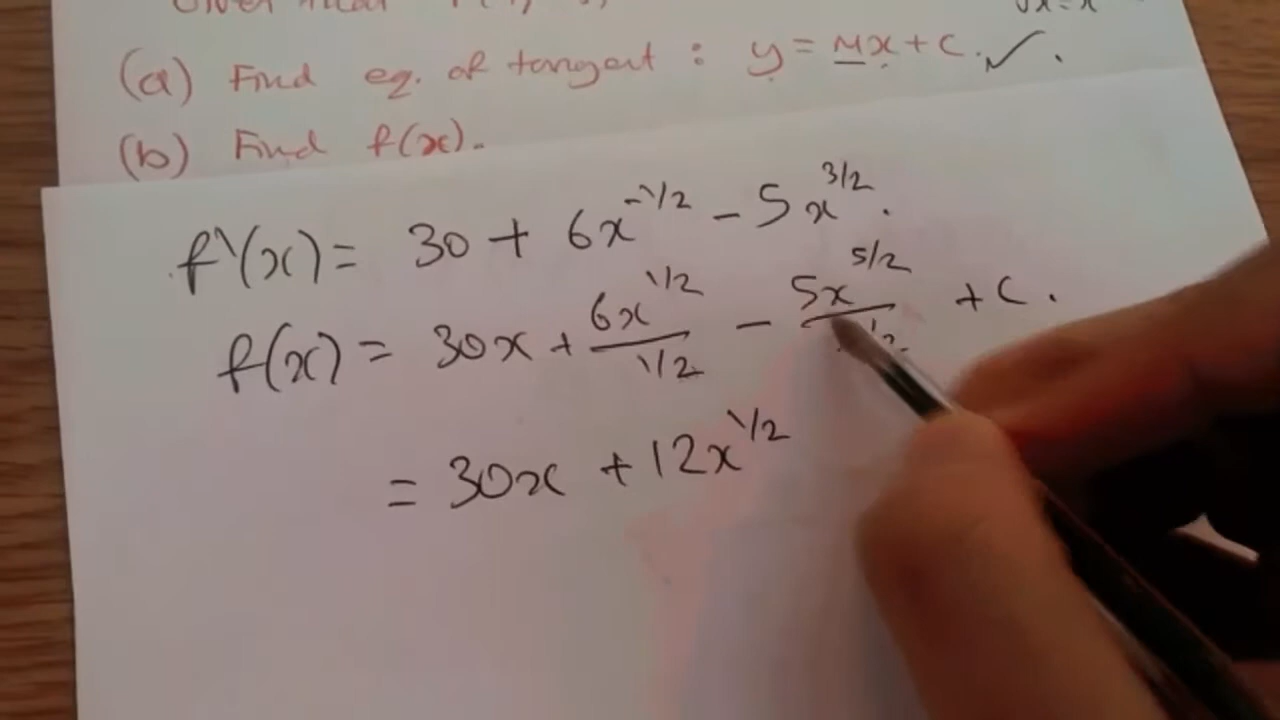 (a) Find eq. of tangent : y = mx + c. ✓.
(b) Find f(x).
f'(x) = 30 + 6x^-1/2 - 5x^3/2.
f(x) = 30x + 6x^1/2 / 1/2 - 5x^5/2 / /2 + c.
= 30x + 12x^1/2